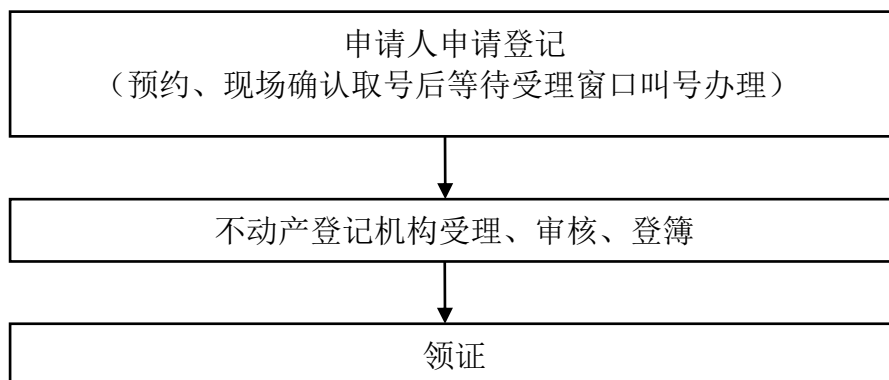 申请人申请登记
（预约、现场确认取号后等待受理窗口叫号办理）
不动产登记机构受理、审核、登簿
领证